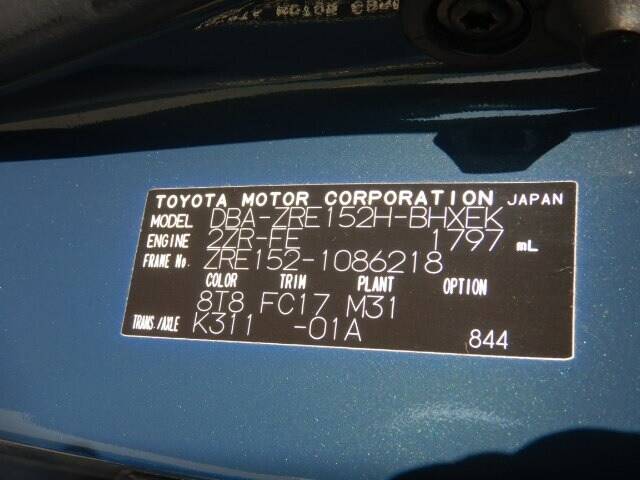 TOYOTA MOTOR CORPORATION JAPAN
MODEL DBA-ZRE152H-BHXEK
ENGINE 2ZR-FE 1797 mL
FRAME No. ZRE152-1086218
COLOR TRIM PLANT OPTION
8T8 FC17 M31
TRANS./AXLE K311 -01A
844